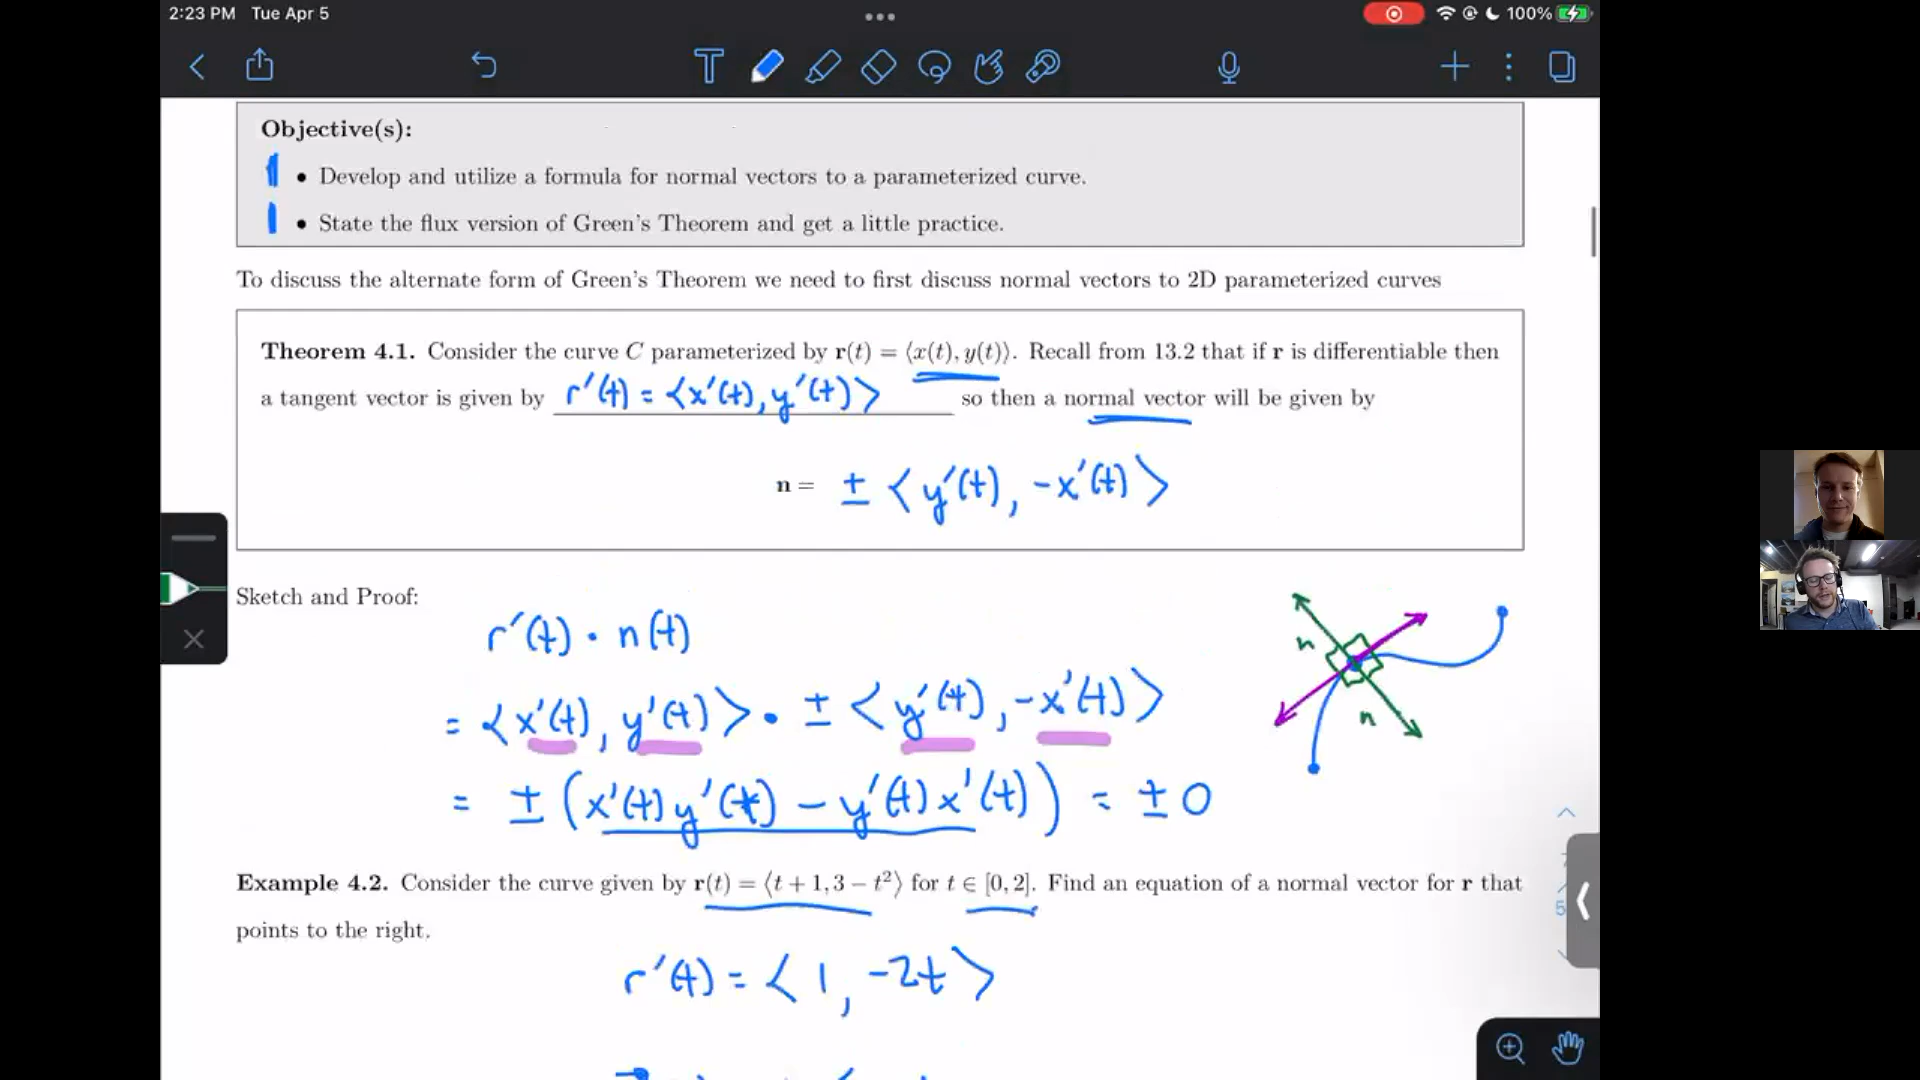 2:23 PM Tue Apr 5
100%
Objective(s):
• Develop and utilize a formula for normal vectors to a parameterized curve.
• State the flux version of Green's Theorem and get a little practice.
To discuss the alternate form of Green's Theorem we need to first discuss normal vectors to 2D parameterized curves
Theorem 4.1. Consider the curve C parameterized by r(t) = ⟨x(t), y(t)⟩. Recall from 13.2 that if r is differentiable then
a tangent vector is given by r'(t) = ⟨x'(t), y'(t)⟩ so then a normal vector will be given by
n = ± ⟨y'(t), -x'(t)⟩
Sketch and Proof:
r'(t) · n(t)
n
n
= ⟨x'(t), y'(t)⟩ · ± ⟨y'(t), -x'(t)⟩
= ± (x'(t) y'(t) - y'(t) x'(t)) = ± 0
Example 4.2. Consider the curve given by r(t) = ⟨t + 1, 3 − t²⟩ for t ∈ [0, 2]. Find an equation of a normal vector for r that
points to the right.
r'(t) = ⟨1, -2t⟩